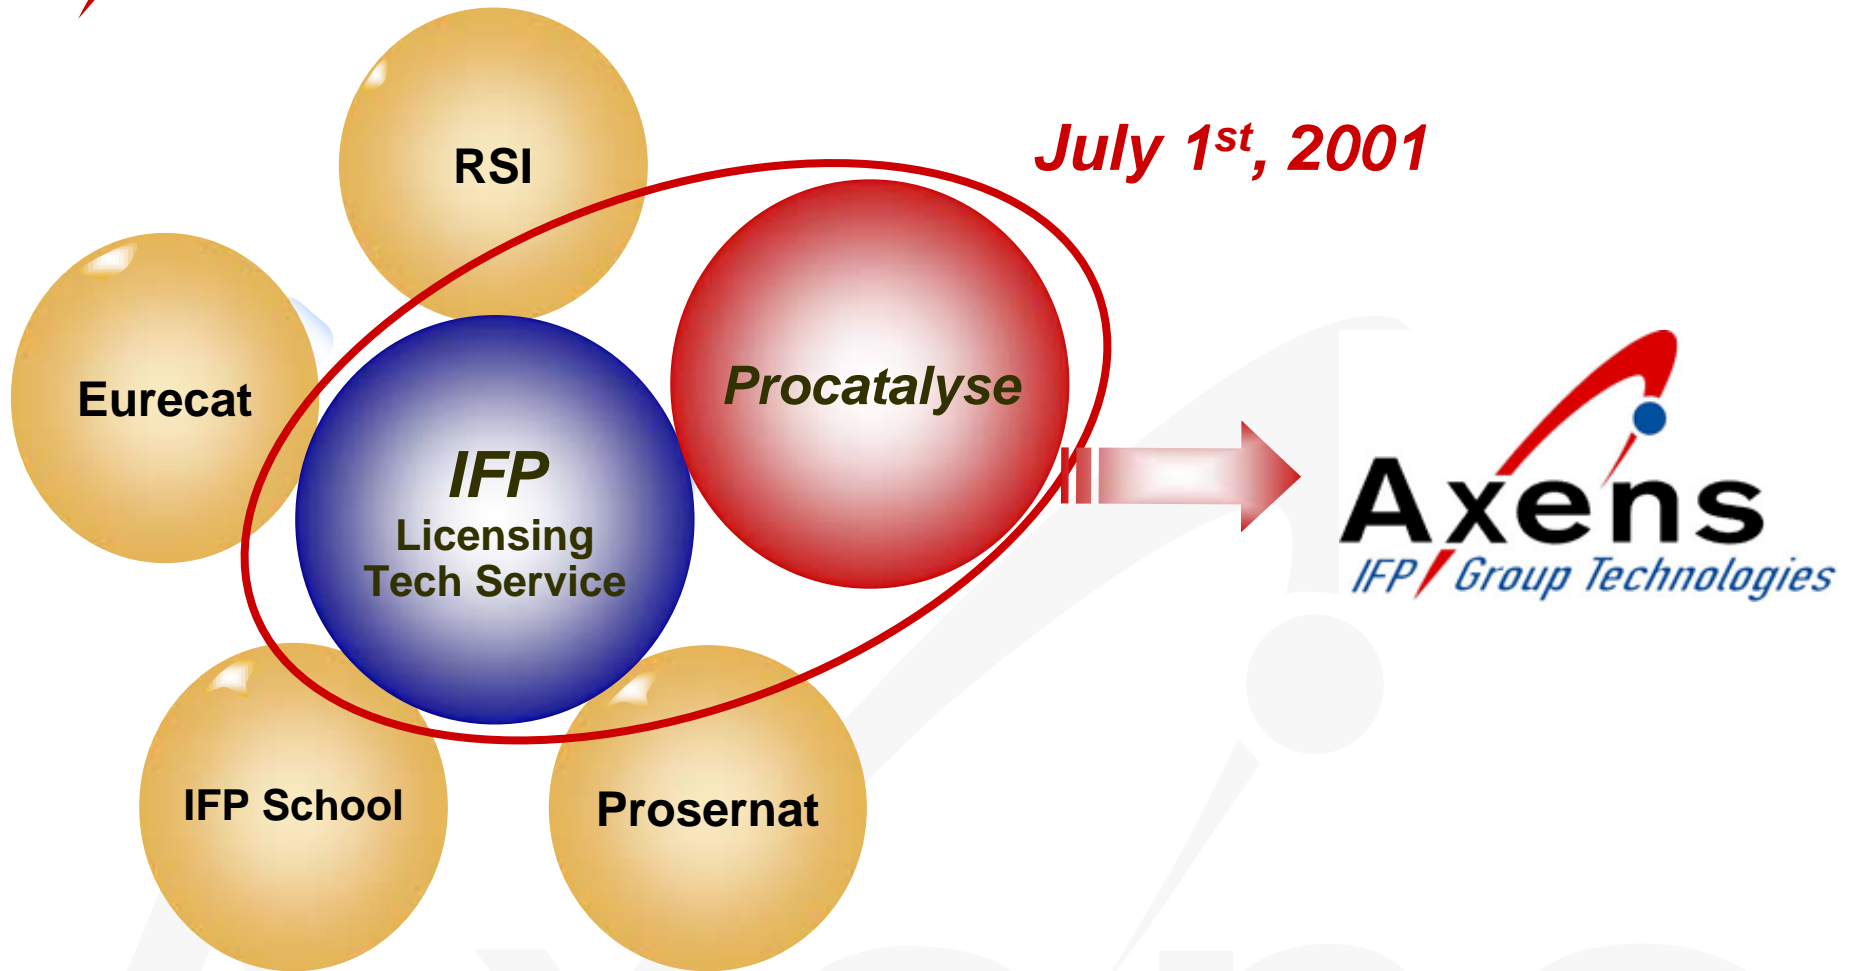 RSI
July 1st, 2001
Eurecat
Procatalyse
IFP
Licensing
Tech Service
Axens
IFP Group Technologies
IFP School
Prosernat